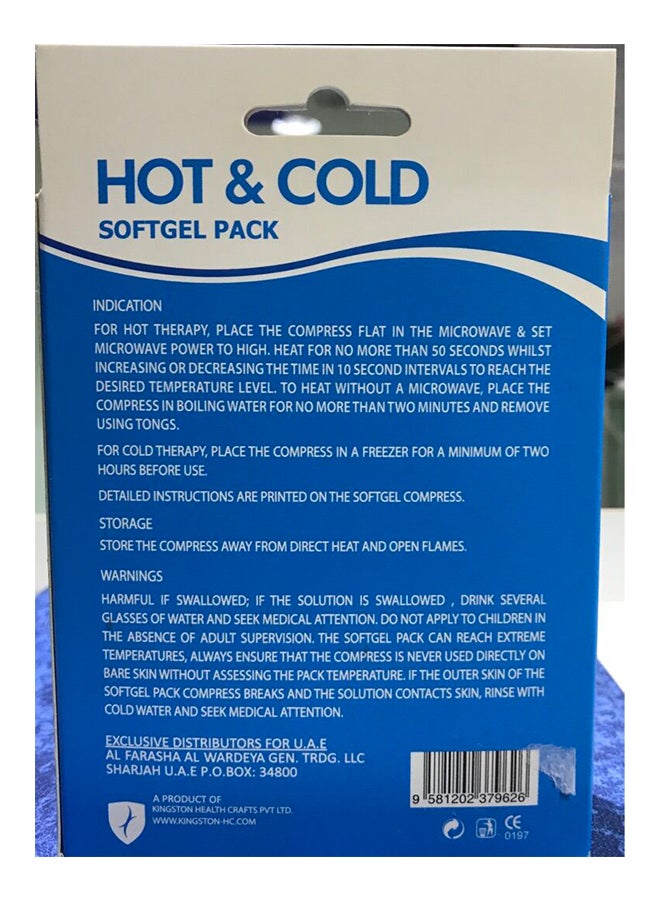 HOT & COLD
SOFTGEL PACK
INDICATION
FOR HOT THERAPY, PLACE THE COMPRESS FLAT IN THE MICROWAVE & SET
MICROWAVE POWER TO HIGH. HEAT FOR NO MORE THAN 50 SECONDS WHILST
INCREASING OR DECREASING THE TIME IN 10 SECOND INTERVALS TO REACH THE
DESIRED TEMPERATURE LEVEL. TO HEAT WITHOUT A MICROWAVE, PLACE THE
COMPRESS IN BOILING WATER FOR NO MORE THAN TWO MINUTES AND REMOVE
USING TONGS.
FOR COLD THERAPY, PLACE THE COMPRESS IN A FREEZER FOR A MINIMUM OF TWO
HOURS BEFORE USE.
DETAILED INSTRUCTIONS ARE PRINTED ON THE SOFTGEL COMPRESS.
STORAGE
STORE THE COMPRESS AWAY FROM DIRECT HEAT AND OPEN FLAMES.
WARNINGS
HARMFUL IF SWALLOWED; IF THE SOLUTION IS SWALLOWED , DRINK SEVERAL
GLASSES OF WATER AND SEEK MEDICAL ATTENTION. DO NOT APPLY TO CHILDREN IN
THE ABSENCE OF ADULT SUPERVISION. THE SOFTGEL PACK CAN REACH EXTREME
TEMPERATURES, ALWAYS ENSURE THAT THE COMPRESS IS NEVER USED DIRECTLY ON
BARE SKIN WITHOUT ASSESSING THE PACK TEMPERATURE. IF THE OUTER SKIN OF THE
SOFTGEL PACK COMPRESS BREAKS AND THE SOLUTION CONTACTS SKIN, RINSE WITH
COLD WATER AND SEEK MEDICAL ATTENTION.
EXCLUSIVE DISTRIBUTORS FOR U.A.E
AL FARASHA AL WARDEYA GEN. TRDG. LLC
SHARJAH U.A.E P.O.BOX: 34800
9 581202 379626
A PRODUCT OF
KINGSTON HEALTH CRAFTS PVT LTD.
WWW.KINGSTON-HC.COM
CE
0197